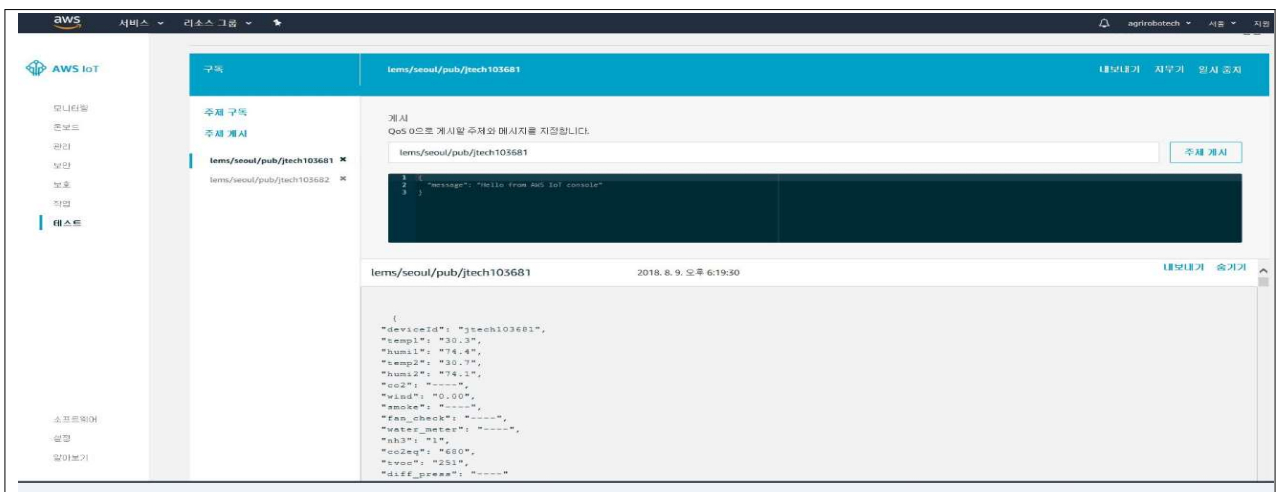 aws 서비스 리소스 그룹 agrirobotech 서울 지원
AWS IoT
모니터링
온보드
관리
보안
보호
작업
테스트
소프트웨어
설정
알아보기
구독
lems/seoul/pub/jtech103681
내보내기 지우기 일시 중지
주제 구독
주제 게시
lems/seoul/pub/jtech103681 ×
lems/seoul/pub/jtech103682 ×
게시
QoS 0으로 게시할 주제와 메시지를 지정합니다.
lems/seoul/pub/jtech103681
주제 게시
1 {
2 "message": "Hello from AWS IoT console"
3 }
lems/seoul/pub/jtech103681 2018. 8. 9. 오후 6:19:30 내보내기 숨기기
{
"deviceId": "jtech103681",
"temp1": "30.3",
"humi1": "74.4",
"temp2": "30.7",
"humi2": "74.1",
"co2": "----",
"wind": "0.00",
"smoke": "----",
"fan_check": "----",
"water_meter": "----",
"nh3": "1",
"co2eq": "680",
"tvoc": "251",
"diff_press": "----"